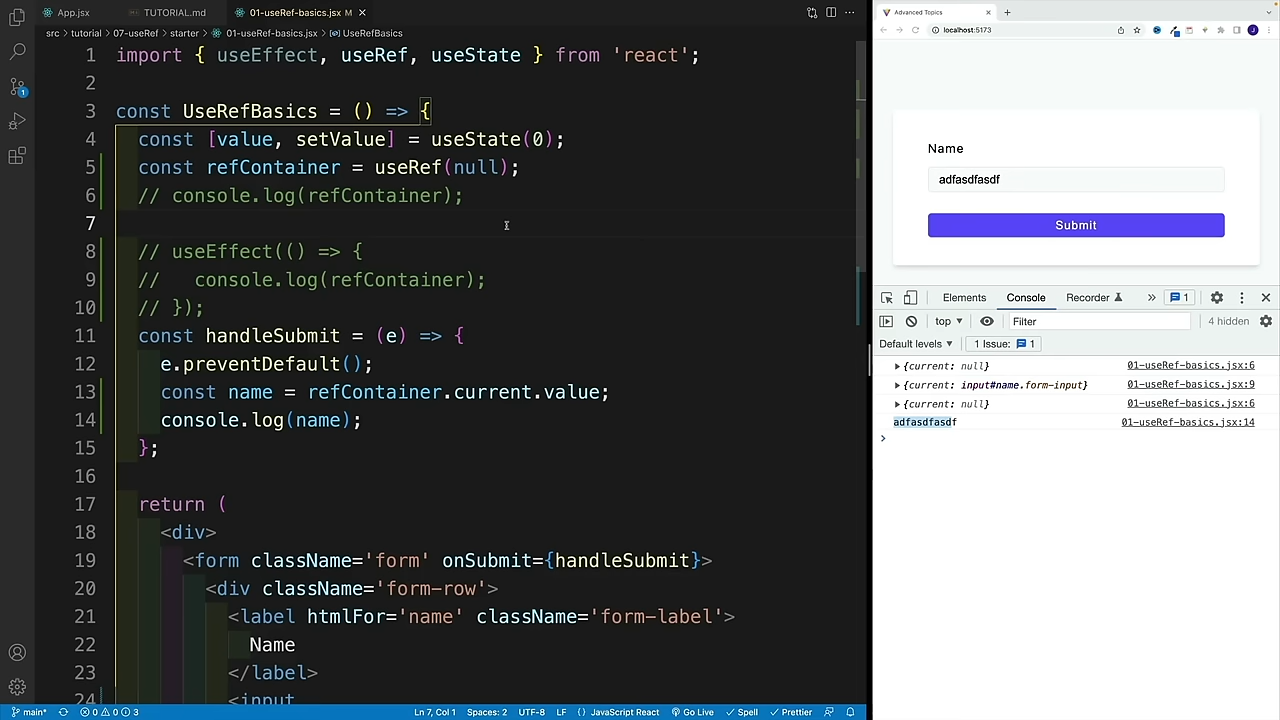 App.jsx
TUTORIAL.md
01-useRef-basics.jsx M
src > tutorial > 07-useRef > starter > 01-useRef-basics.jsx > UseRefBasics
1 import { useEffect, useRef, useState } from 'react';
2
3 const UseRefBasics = () => {
4 const [value, setValue] = useState(0);
5 const refContainer = useRef(null);
6 // console.log(refContainer);
7
8 // useEffect(() => {
9 //   console.log(refContainer);
10 // });
11 const handleSubmit = (e) => {
12 e.preventDefault();
13 const name = refContainer.current.value;
14 console.log(name);
15 };
16
17 return (
18 <div>
19 <form className='form' onSubmit={handleSubmit}>
20 <div className='form-row'>
21 <label htmlFor='name' className='form-label'>
22 Name
23 </label>
24 <input
1
main*
0 0 3
Ln 7, Col 1
Spaces: 2
UTF-8
LF
{ } JavaScript React
Go Live
Spell
Prettier
Advanced Topics
localhost:5173
J
Name
adfasdfasdf
Submit
Elements
Console
Recorder
1
top
Filter
4 hidden
Default levels
1 Issue: 1
{current: null} 01-useRef-basics.jsx:6
{current: input#name.form-input} 01-useRef-basics.jsx:9
{current: null} 01-useRef-basics.jsx:6
adfasdfasdf 01-useRef-basics.jsx:14